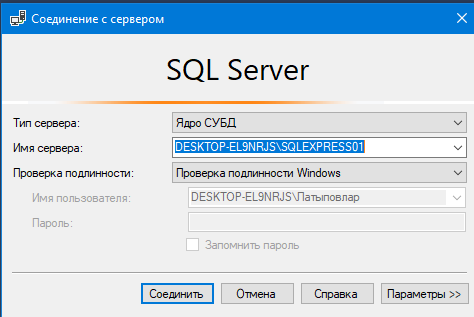 Соединение с сервером
SQL Server
Тип сервера: Ядро СУБД
Имя сервера: DESKTOP-EL9NRJS\SQLEXPRESS01
Проверка подлинности: Проверка подлинности Windows
Имя пользователя: DESKTOP-EL9NRJS\Латыповлар
Пароль:
Запомнить пароль
Соединить Отмена Справка Параметры >>